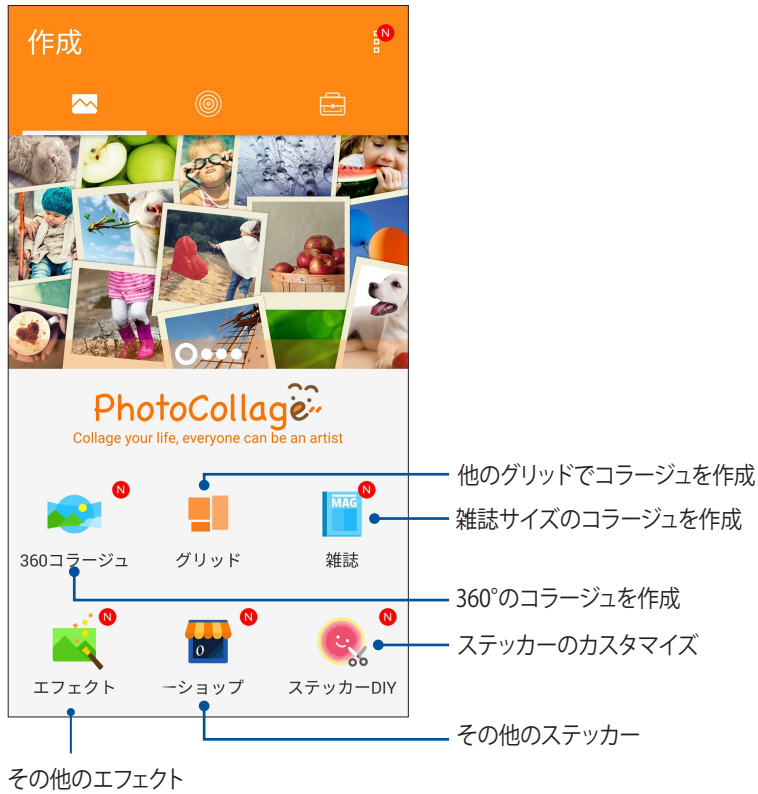 作成
N
PhotoCollage
Collage your life, everyone can be an artist
他のグリッドでコラージュを作成
N
MAG
N
雑誌サイズのコラージュを作成
360コラージュ
グリッド
雑誌
360°のコラージュを作成
N
N
0
N
ステッカーのカスタマイズ
エフェクト
ーショップ
ステッカーDIY
その他のステッカー
その他のエフェクト